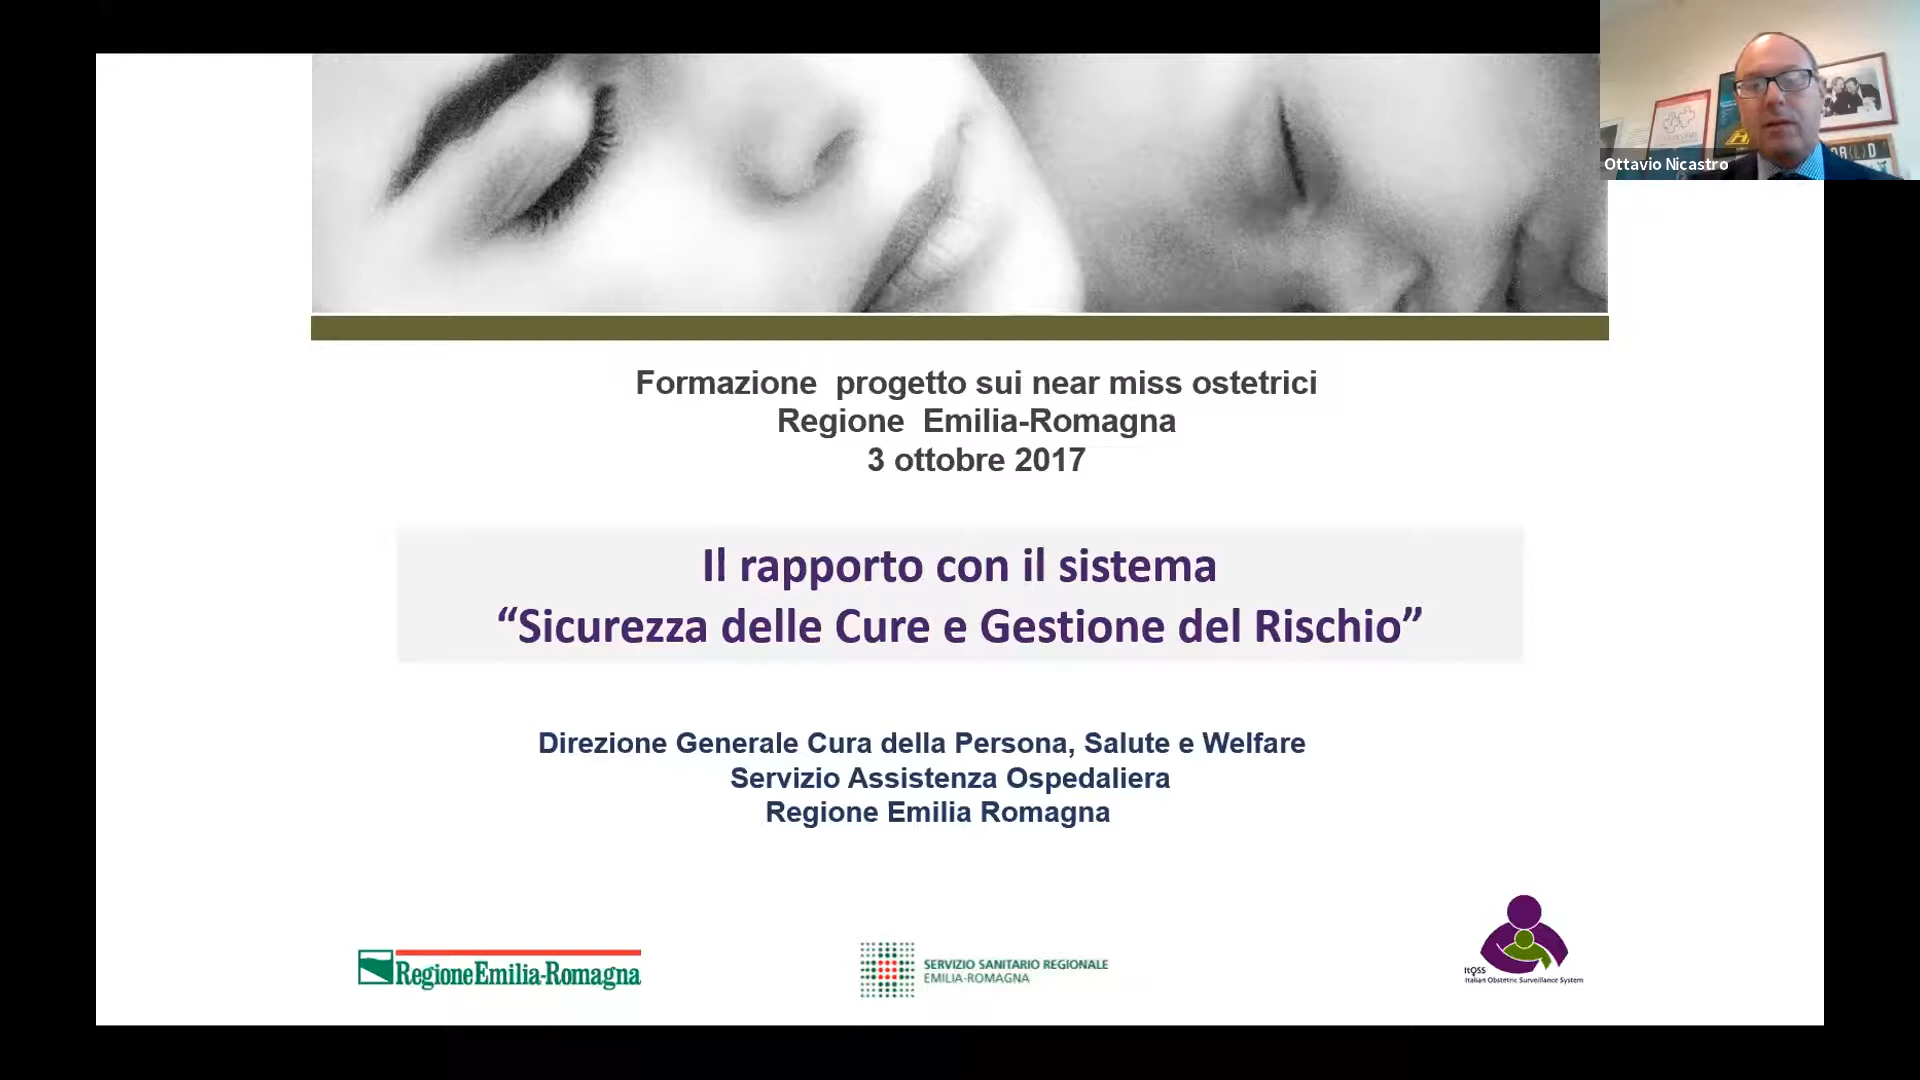 Ottavio Nicastro
Formazione progetto sui near miss ostetrici
Regione Emilia-Romagna
3 ottobre 2017
Il rapporto con il sistema
“Sicurezza delle Cure e Gestione del Rischio”
Direzione Generale Cura della Persona, Salute e Welfare
Servizio Assistenza Ospedaliera
Regione Emilia Romagna
RegioneEmilia-Romagna
SERVIZIO SANITARIO REGIONALE
EMILIA-ROMAGNA
ItOSS
Italian Obstetric Surveillance System